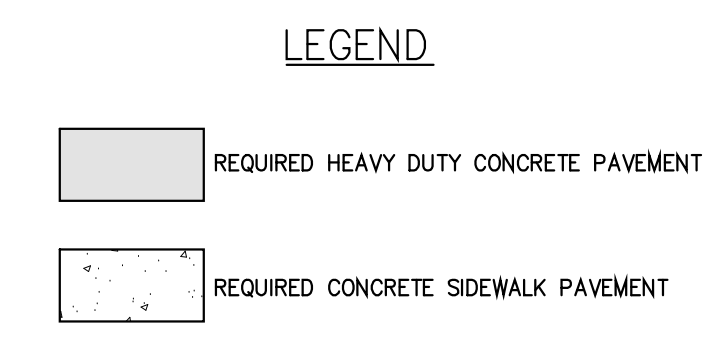 LEGEND
REQUIRED HEAVY DUTY CONCRETE PAVEMENT
REQUIRED CONCRETE SIDEWALK PAVEMENT